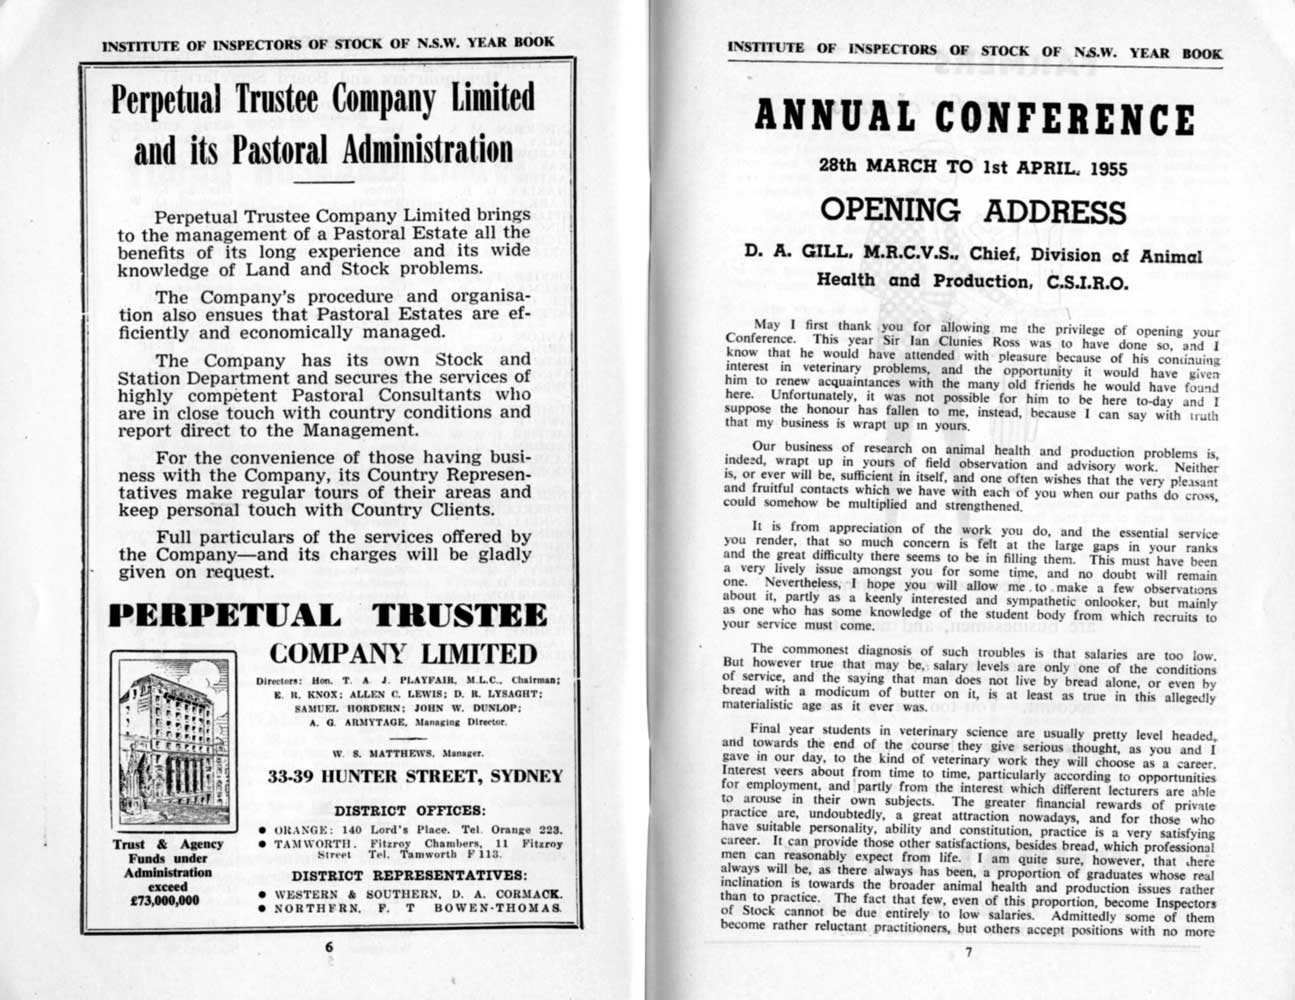 INSTITUTE OF INSPECTORS OF STOCK OF N.S.W. YEAR BOOK
Perpetual Trustee Company Limited
and its Pastoral Administration
Perpetual Trustee Company Limited brings
to the management of a Pastoral Estate all the
benefits of its long experience and its wide
knowledge of Land and Stock problems.
The Company's procedure and organisa-
tion also ensues that Pastoral Estates are ef-
ficiently and economically managed.
The Company has its own Stock and
Station Department and secures the services of
highly competent Pastoral Consultants who
are in close touch with country conditions and
report direct to the Management.
For the convenience of those having busi-
ness with the Company, its Country Represen-
tatives make regular tours of their areas and
keep personal touch with Country Clients.
Full particulars of the services offered by
the Company—and its charges will be gladly
given on request.
PERPETUAL TRUSTEE
COMPANY LIMITED
Directors: Hon. T. A. J. PLAYFAIR, M.L.C., Chairman;
E. R. KNOX; ALLEN C. LEWIS; D. R. LYSAGHT;
SAMUEL HORDERN; JOHN W. DUNLOP;
A. G. ARMYTAGE, Managing Director.
W. S. MATTHEWS, Manager.
33-39 HUNTER STREET, SYDNEY
DISTRICT OFFICES:
● ORANGE: 140 Lord's Place. Tel. Orange 223.
● TAMWORTH. Fitzroy Chambers, 11 Fitzroy
Street Tel. Tamworth F 113.
DISTRICT REPRESENTATIVES:
● WESTERN & SOUTHERN, D. A. CORMACK.
● NORTHERN, F. T BOWEN-THOMAS.
Trust & Agency
Funds under
Administration
exceed
£73,000,000
6
INSTITUTE OF INSPECTORS OF STOCK OF N.S.W. YEAR BOOK
ANNUAL CONFERENCE
28th MARCH TO 1st APRIL, 1955
OPENING ADDRESS
D. A. GILL, M.R.C.V.S., Chief, Division of Animal
Health and Production, C.S.I.R.O.
May I first thank you for allowing me the privilege of opening your
Conference. This year Sir Ian Clunies Ross was to have done so, and I
know that he would have attended with pleasure because of his continuing
interest in veterinary problems, and the opportunity it would have given
him to renew acquaintances with the many old friends he would have found
here. Unfortunately, it was not possible for him to be here to-day and I
suppose the honour has fallen to me, instead, because I can say with truth
that my business is wrapt up in yours.
Our business of research on animal health and production problems is,
indeed, wrapt up in yours of field observation and advisory work. Neither
is, or ever will be, sufficient in itself, and one often wishes that the very pleasant
and fruitful contacts which we have with each of you when our paths do cross,
could somehow be multiplied and strengthened.
It is from appreciation of the work you do, and the essential service
you render, that so much concern is felt at the large gaps in your ranks
and the great difficulty there seems to be in filling them. This must have been
a very lively issue amongst you for some time, and no doubt will remain
one. Nevertheless, I hope you will allow me to make a few observations
about it, partly as a keenly interested and sympathetic onlooker, but mainly
as one who has some knowledge of the student body from which recruits to
your service must come.
The commonest diagnosis of such troubles is that salaries are too low.
But however true that may be, salary levels are only one of the conditions
of service, and the saying that man does not live by bread alone, or even by
bread with a modicum of butter on it, is at least as true in this allegedly
materialistic age as it ever was.
Final year students in veterinary science are usually pretty level headed,
and towards the end of the course they give serious thought, as you and I
gave in our day, to the kind of veterinary work they will choose as a career.
Interest veers about from time to time, particularly according to opportunities
for employment, and partly from the interest which different lecturers are able
to arouse in their own subjects. The greater financial rewards of private
practice are, undoubtedly, a great attraction nowadays, and for those who
have suitable personality, ability and constitution, practice is a very satisfying
career. It can provide those other satisfactions, besides bread, which professional
men can reasonably expect from life. I am quite sure, however, that there
always will be, as there always has been, a proportion of graduates whose real
inclination is towards the broader animal health and production issues rather
than to practice. The fact that few, even of this proportion, become Inspectors
of Stock cannot be due entirely to low salaries. Admittedly some of them
become rather reluctant practitioners, but others accept positions with no more
7